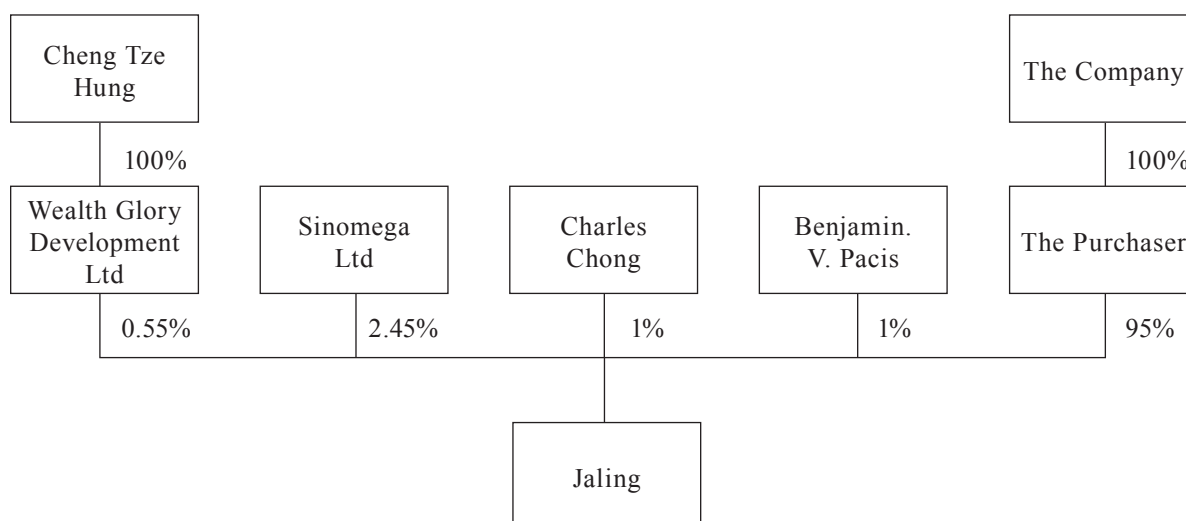 Cheng Tze
Hung
The Company
100%
100%
Wealth Glory
Development
Ltd
Sinomega
Ltd
Charles
Chong
Benjamin.
V. Pacis
The Purchaser
0.55%
2.45%
1%
1%
95%
Jaling